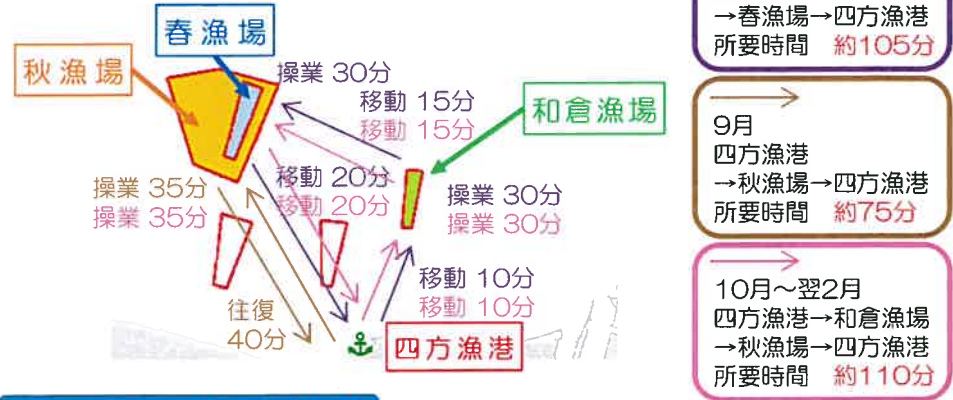 春漁場
秋漁場
操業 30分
移動 15分
移動 15分
和倉漁場
移動 20分
移動 20分
操業 35分
操業 35分
操業 30分
操業 30分
移動 10分
移動 10分
往復
40分
四方漁港
→春漁場→四方漁港
所要時間 約105分
9月
四方漁港
→秋漁場→四方漁港
所要時間 約75分
10月～翌2月
四方漁港→和倉漁場
→秋漁場→四方漁港
所要時間 約110分